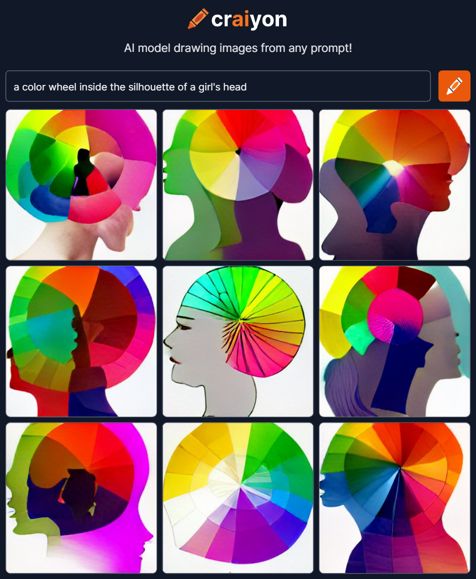 craiyon
AI model drawing images from any prompt!
a color wheel inside the silhouette of a girl's head